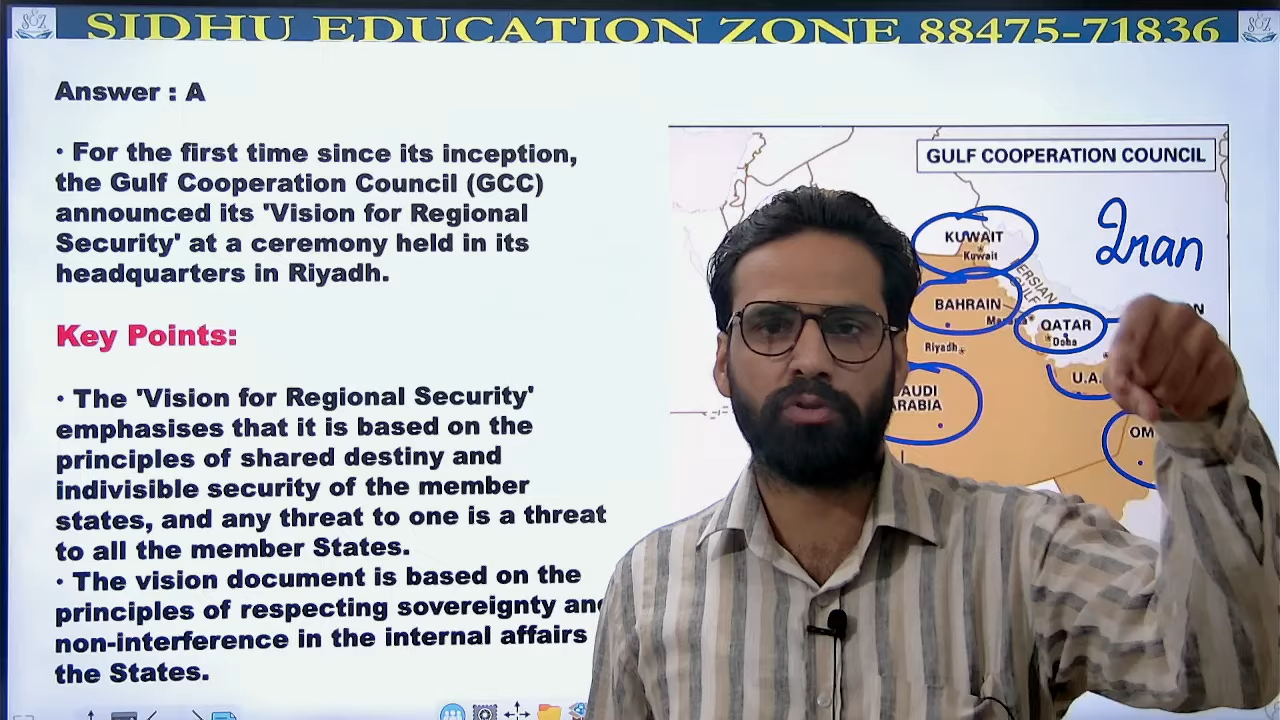 SIDHU EDUCATION ZONE 88475-71836
Answer : A
· For the first time since its inception,
the Gulf Cooperation Council (GCC)
announced its 'Vision for Regional
Security' at a ceremony held in its
headquarters in Riyadh.
Key Points:
· The 'Vision for Regional Security'
emphasises that it is based on the
principles of shared destiny and
indivisible security of the member
states, and any threat to one is a threat
to all the member States.
· The vision document is based on the
principles of respecting sovereignty and
non-interference in the internal affairs
the States.
GULF COOPERATION COUNCIL
Iran
KUWAIT
Kuwait
PERSIAN
GULF
BAHRAIN
QATAR
Doha
Riyadh
U.A.
SAUDI
ARABIA
OM